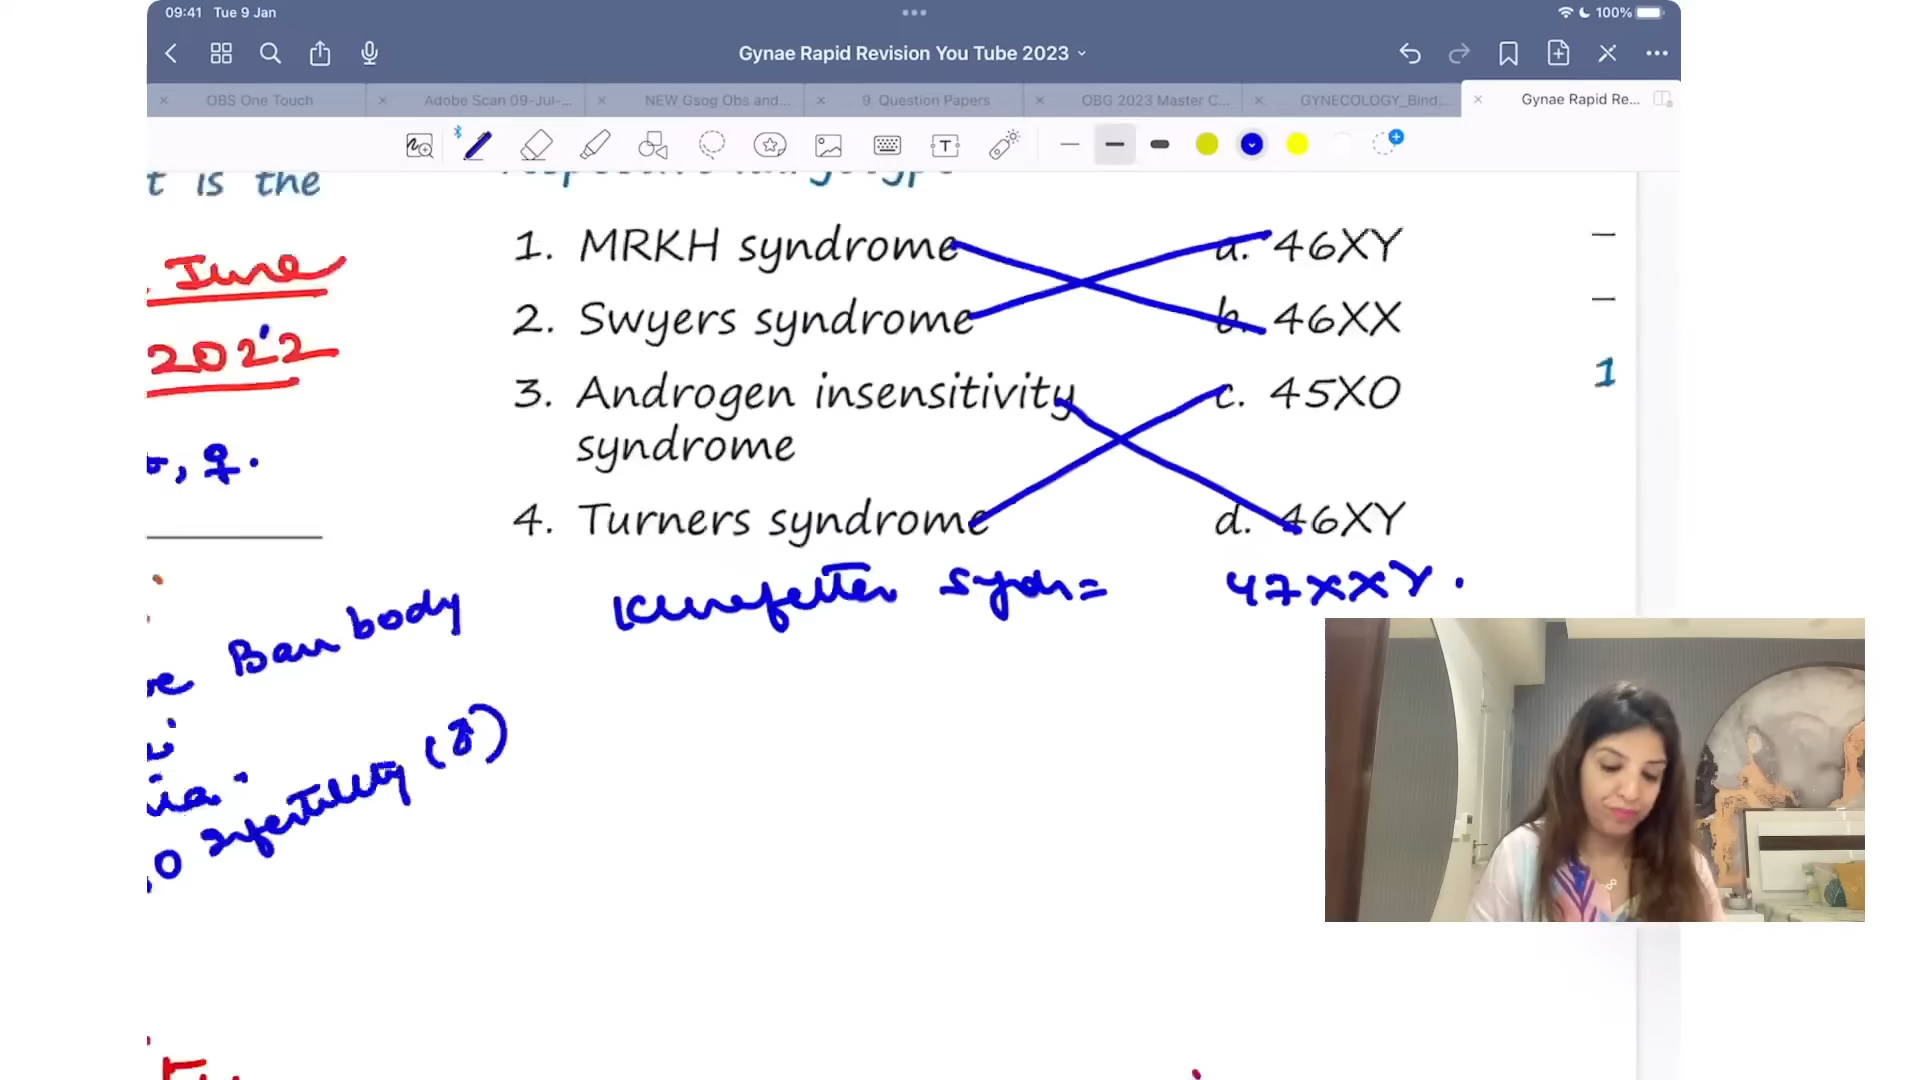 09:41 Tue 9 Jan
100%
Gynae Rapid Revision You Tube 2023
OBS One Touch
Adobe Scan 09-Jul-...
NEW Gsog Obs and...
9. Question Papers
OBG 2023 Master C...
GYNECOLOGY_Bind...
Gynae Rapid Re...
t is the
June
2022
1. MRKH syndrome
a. 46XY
2. Swyers syndrome
b. 46XX
3. Androgen insensitivity
syndrome
c. 45XO
1
4. Turners syndrome
d. 46XY
Klinefelter Synd=
47XXY.
Barr body
infertility (♂)